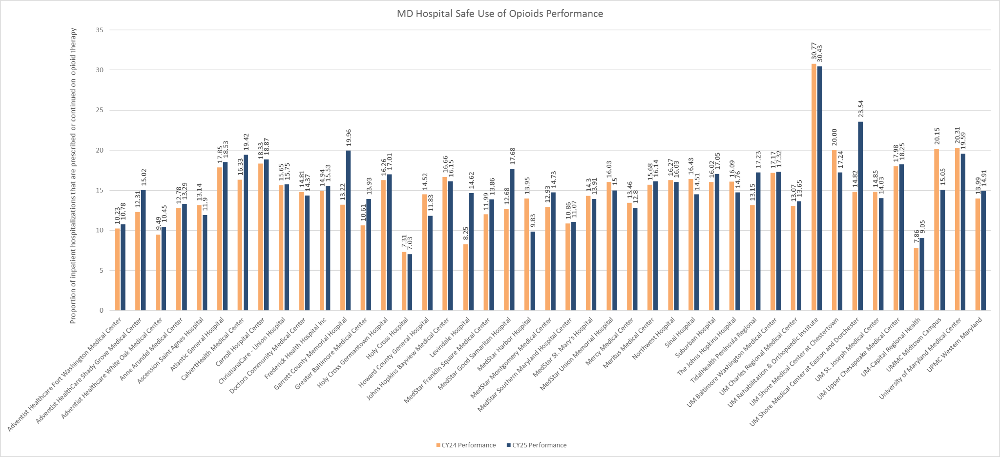 MD Hospital Safe Use of Opioids Performance
Proportion of inpatient hospitalizations that are prescribed or continued on opioid therapy
35
30
25
20
15
10
5
0
10.23
10.78
12.31
15.02
9.49
10.45
12.78
13.29
13.14
11.9
17.85
18.53
16.33
19.42
18.33
18.87
15.65
15.75
14.81
14.37
14.94
15.53
13.22
19.96
10.61
13.93
16.26
17.01
7.31
7.03
14.52
11.83
16.66
16.15
8.25
14.62
11.99
13.86
12.68
17.68
13.95
9.83
12.93
14.73
10.86
11.07
14.3
13.91
16.03
15
13.46
12.8
15.68
16.14
16.27
16.03
16.43
14.51
16.02
17.05
16.09
14.76
13.15
17.23
17.17
17.32
13.07
13.65
30.77
30.43
20.00
17.24
14.82
23.54
14.85
14.03
17.98
18.25
7.86
9.05
20.15
15.05
20.31
19.59
13.99
14.91
Adventist Healthcare Fort Washington Medical Center
Adventist HealthCare Shady Grove Medical Center
Adventist Healthcare White Oak Medical Center
Anne Arundel Medical Center
Ascension Saint Agnes Hospital
Atlantic General Hospital
CalvertHealth Medical Center
Carroll Hospital Center
ChristianaCare - Union Hospital
Doctors Community Medical Center
Frederick Health Hospital Inc
Garrett County Memorial Hospital
Greater Baltimore Medical Center
Holy Cross Germantown Hospital
Holy Cross Hospital
Howard County General Hospital
Johns Hopkins Bayview Medical Center
Levindale Hospital
MedStar Franklin Square Medical Center
MedStar Good Samaritan Hospital
MedStar Harbor Hospital
MedStar Montgomery Medical Center
MedStar Southern Maryland Hospital Center
MedStar St. Mary's Hospital
MedStar Union Memorial Hospital
Mercy Medical Center
Meritus Medical Center
Northwest Hospital
Sinai Hospital
Suburban Hospital
The Johns Hopkins Hospital
TidalHealth Peninsula Regional
UM Baltimore Washington Medical Center
UM Charles Regional Medical Center
UM Rehabilitation & Orthopaedic Institute
UM Shore Medical Center at Chestertown
UM Shore Medical Center at Easton and Dorchester
UM St. Joseph Medical Center
UM Upper Chesapeake Medical Center
UM-Capital Regional Health
UMMC Midtown Campus
University of Maryland Medical Center
UPMC Western Maryland
CY24 Performance
CY25 Performance